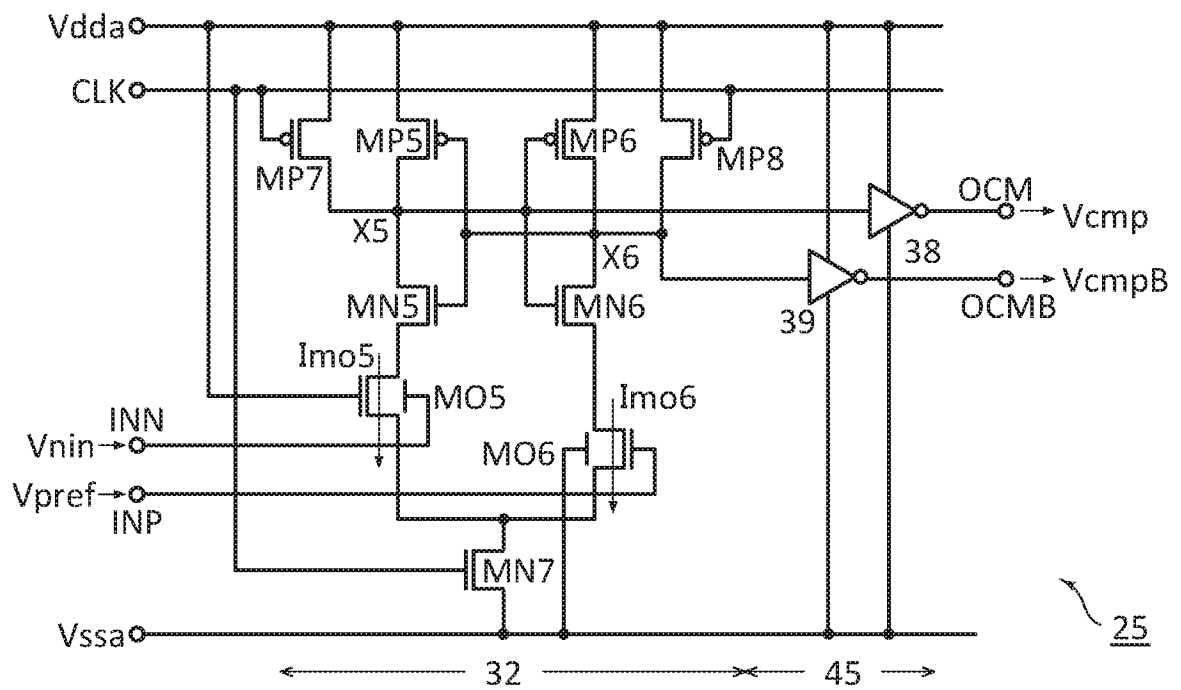 Vdda
CLK
MP7
MP5
MP6
MP8
X5
X6
OCM
Vcmp
38
VcmpB
OCMB
39
MN5
MN6
Imo5
Imo6
MO5
INN
Vnin
MO6
Vpref
INP
MN7
Vssa
25
32
45